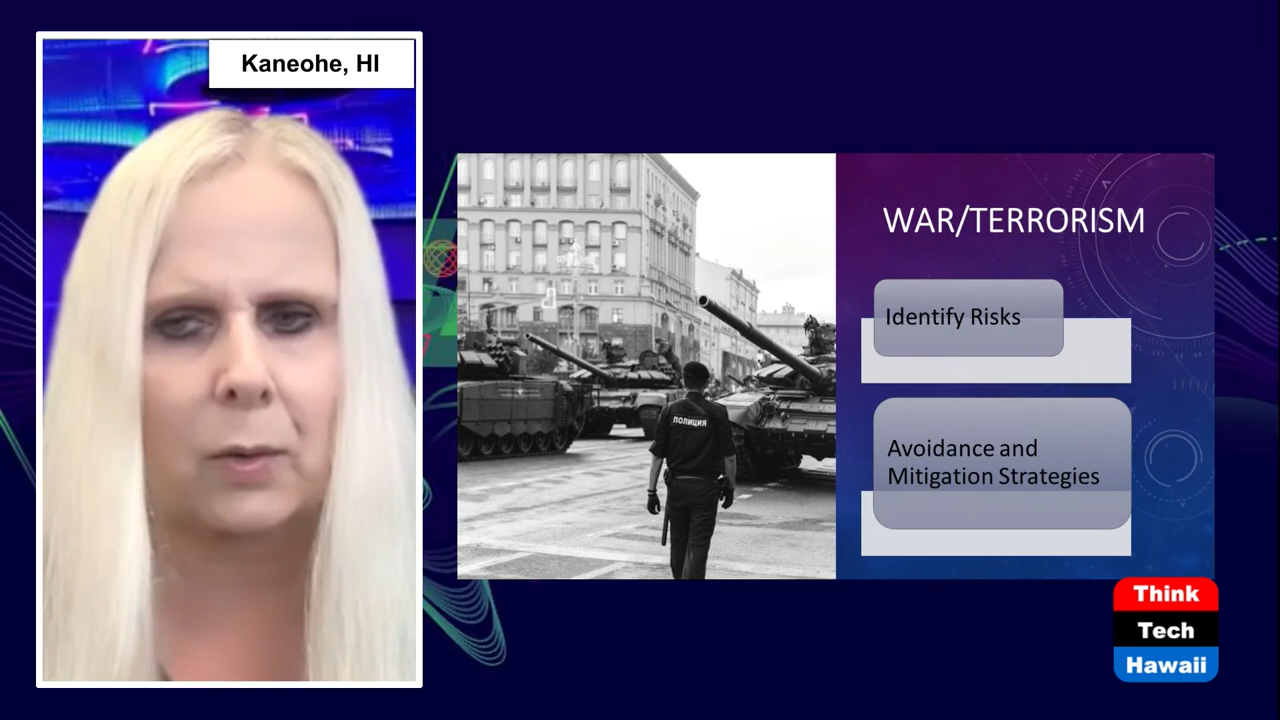 Kaneohe, HI
WAR/TERRORISM
Identify Risks
Avoidance and
Mitigation Strategies
ПОЛИЦИЯ
Think
Tech
Hawaii